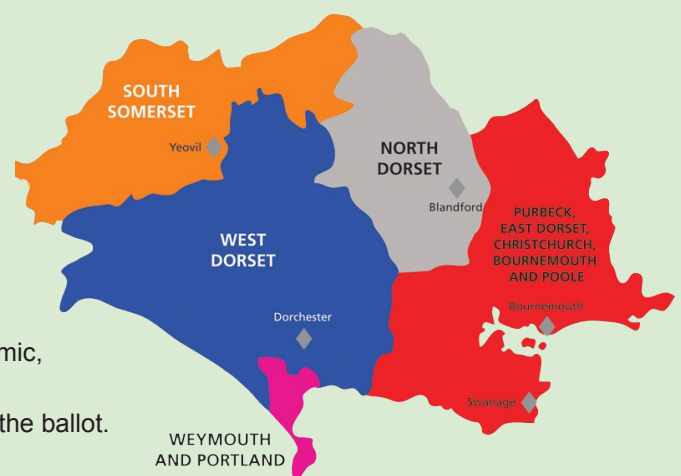 SOUTH
SOMERSET
Yeovil
NORTH
DORSET
Blandford
PURBECK,
EAST DORSET,
CHRISTCHURCH,
BOURNEMOUTH
AND POOLE
WEST
DORSET
Bournemouth
Dorchester
mic,
Swanage
the ballot.
WEYMOUTH
AND PORTLAND